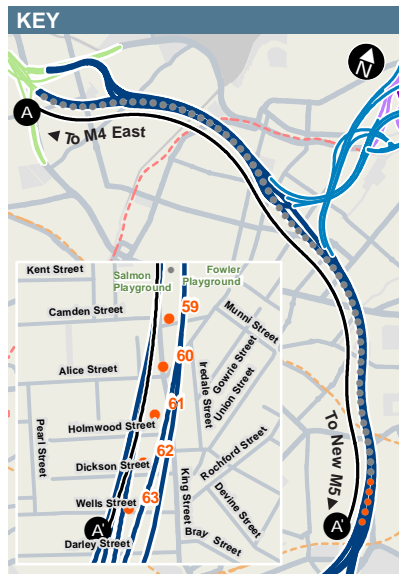 KEY
N
A
To M4 East
Kent Street
Salmon
Playground
Fowler
Playground
Camden Street
59
Munni Street
60
Alice Street
Iredale Street
Gowrie Street
Union Street
61
Pearl Street
Holmwood Street
62
Dickson Street
Rochford Street
63
Wells Street
King Street
Devine Street
A'
Darley Street
Bray Street
To New M5
A'